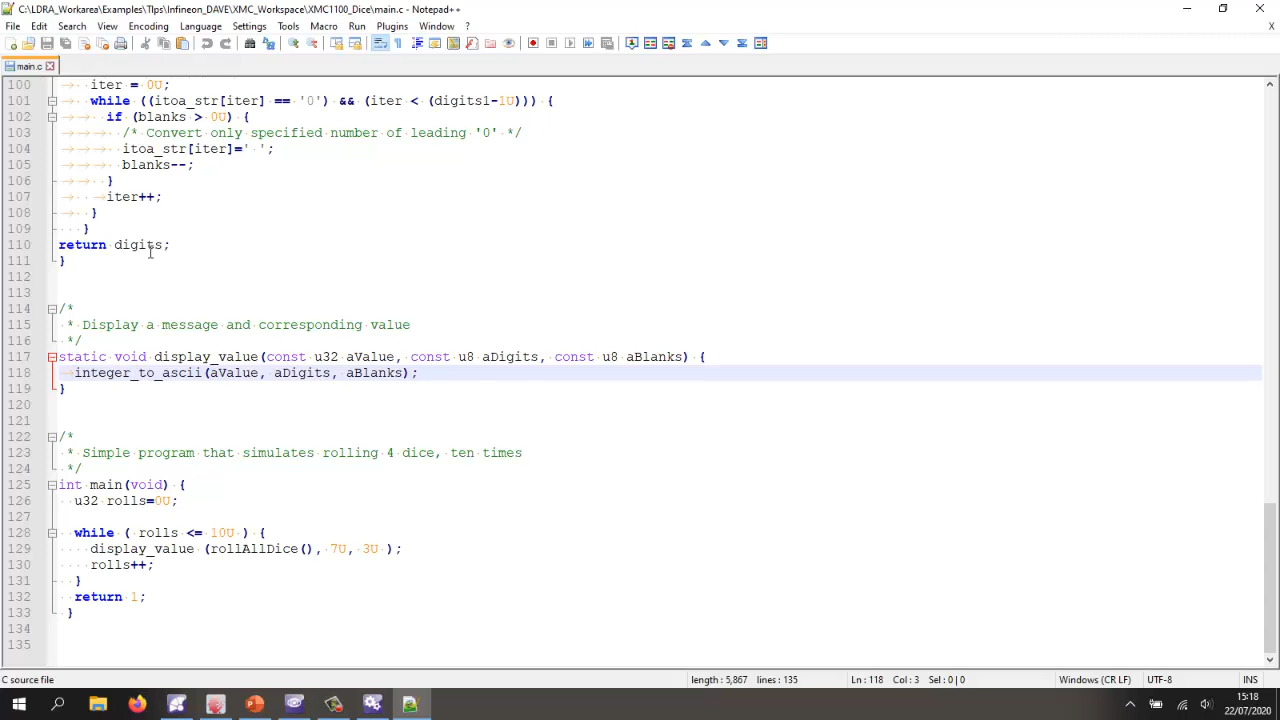 C:\LDRA_Workarea\Examples\TIps\Infineon_DAVE\XMC_Workspace\XMC1100_Dice\main.c - Notepad++
File Edit Search View Encoding Language Settings Tools Macro Run Plugins Window ?
X
main.c
100 iter = 0U;
101 while ((itoa_str[iter] == '0') && (iter < (digits1-1U))) {
102 if (blanks > 0U) {
103 /* Convert only specified number of leading '0' */
104 itoa_str[iter]=' ';
105 blanks--;
106 }
107 iter++;
108 }
109 }
110 return digits;
111 }
112
113
114 /*
115 * Display a message and corresponding value
116 */
117 static void display_value(const u32 aValue, const u8 aDigits, const u8 aBlanks) {
118 integer_to_ascii(aValue, aDigits, aBlanks);
119 }
120
121
122 /*
123 * Simple program that simulates rolling 4 dice, ten times
124 */
125 int main(void) {
126 u32 rolls=0U;
127
128 while ( rolls <= 10U ) {
129 display_value (rollAllDice(), 7U, 3U );
130 rolls++;
131 }
132 return 1;
133 }
134
135
C source file length : 5,867 lines : 135 Ln : 118 Col : 3 Sel : 0 | 0 Windows (CR LF) UTF-8 INS
15:18
22/07/2020